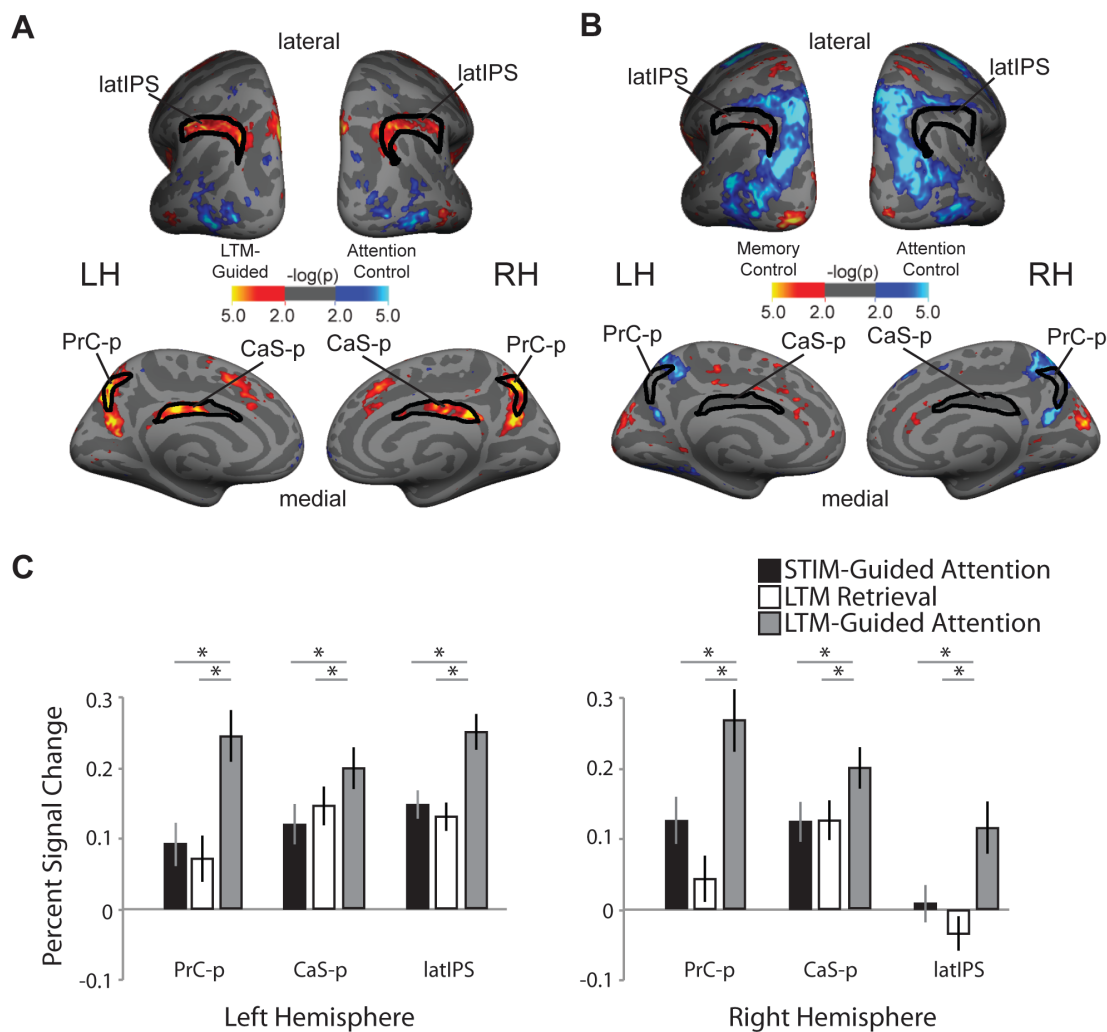 A
lateral
latIPS
latIPS
LTM-
Guided
Attention
Control
-log(p)
5.0 2.0 2.0 5.0
LH
RH
PrC-p
CaS-p
CaS-p
PrC-p
medial
B
lateral
latIPS
latIPS
Memory
Control
Attention
Control
-log(p)
5.0 2.0 2.0 5.0
LH
RH
PrC-p
CaS-p
CaS-p
PrC-p
medial
C
STIM-Guided Attention
LTM Retrieval
LTM-Guided Attention
Percent Signal Change
0.3
0.2
0.1
0
-0.1
* * *
* * *
PrC-p CaS-p latIPS
Left Hemisphere
0.3
0.2
0.1
0
-0.1
* * *
* * *
PrC-p CaS-p latIPS
Right Hemisphere